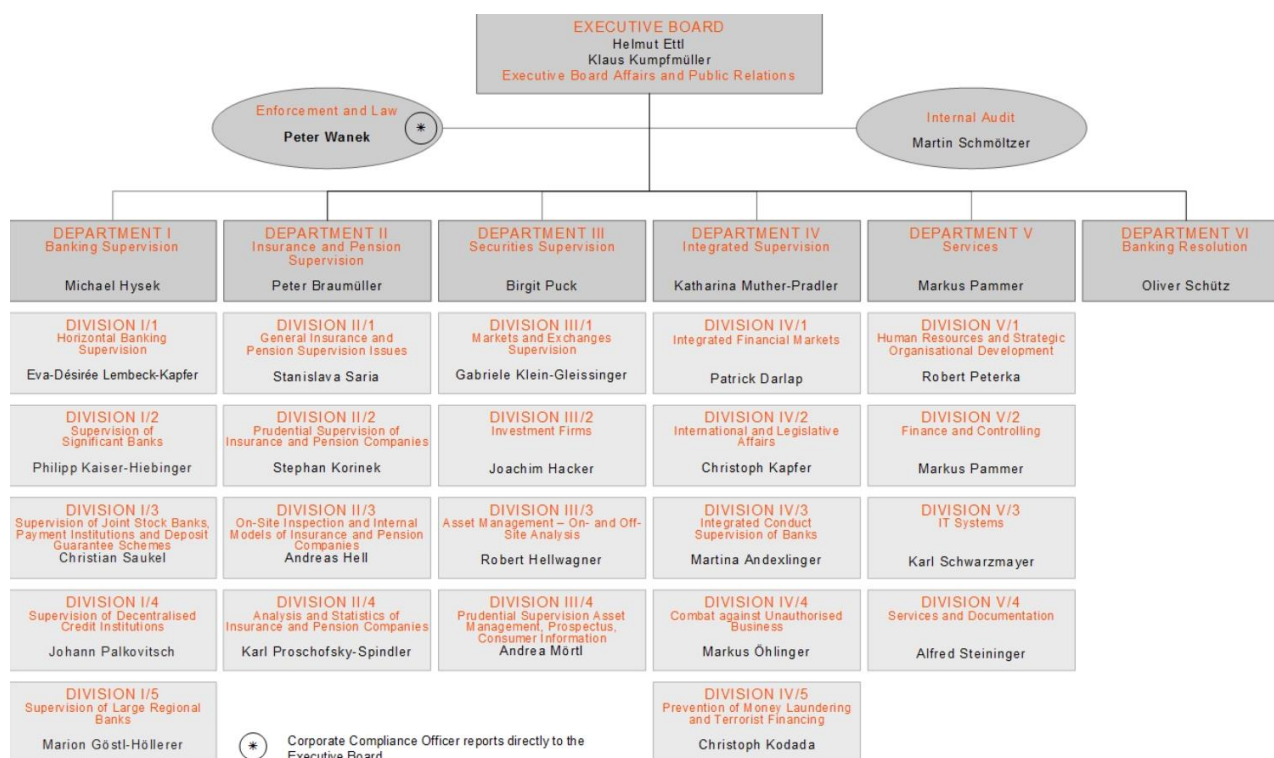 EXECUTIVE BOARD
Helmut Ettl
Klaus Kumpfmüller
Executive Board Affairs and Public Relations
Enforcement and Law
Peter Wanek
*
Internal Audit
Martin Schmöltzer
DEPARTMENT I
Banking Supervision
Michael Hysek
DEPARTMENT II
Insurance and Pension
Supervision
Peter Braumüller
DEPARTMENT III
Securities Supervision
Birgit Puck
DEPARTMENT IV
Integrated Supervision
Katharina Muther-Pradler
DEPARTMENT V
Services
Markus Pammer
DEPARTMENT VI
Banking Resolution
Oliver Schütz
DIVISION I/1
Horizontal Banking
Supervision
Eva-Désirée Lembeck-Kapfer
DIVISION II/1
General Insurance and
Pension Supervision Issues
Stanislava Saria
DIVISION III/1
Markets and Exchanges
Supervision
Gabriele Klein-Gleissinger
DIVISION IV/1
Integrated Financial Markets
Patrick Darlap
DIVISION V/1
Human Resources and Strategic
Organisational Development
Robert Peterka
DIVISION I/2
Supervision of
Significant Banks
Philipp Kaiser-Hiebinger
DIVISION II/2
Prudential Supervision of
Insurance and Pension Companies
Stephan Korinek
DIVISION III/2
Investment Firms
Joachim Hacker
DIVISION IV/2
International and Legislative
Affairs
Christoph Kapfer
DIVISION V/2
Finance and Controlling
Markus Pammer
DIVISION I/3
Supervision of Joint Stock Banks,
Payment Institutions and Deposit
Guarantee Schemes
Christian Saukel
DIVISION II/3
On-Site Inspection and Internal
Models of Insurance and Pension
Companies
Andreas Hell
DIVISION III/3
Asset Management – On- and Off-
Site Analysis
Robert Hellwagner
DIVISION IV/3
Integrated Conduct
Supervision of Banks
Martina Andexlinger
DIVISION V/3
IT Systems
Karl Schwarzmayer
DIVISION I/4
Supervision of Decentralised
Credit Institutions
Johann Palkovitsch
DIVISION II/4
Analysis and Statistics of
Insurance and Pension Companies
Karl Proschofsky-Spindler
DIVISION III/4
Prudential Supervision Asset
Management, Prospectus,
Consumer Information
Andrea Mörtl
DIVISION IV/4
Combat against Unauthorised
Business
Markus Öhlinger
DIVISION V/4
Services and Documentation
Alfred Steininger
DIVISION I/5
Supervision of Large Regional
Banks
Marion Göstl-Höllerer
DIVISION IV/5
Prevention of Money Laundering
and Terrorist Financing
Christoph Kodada
* Corporate Compliance Officer reports directly to the
Executive Board